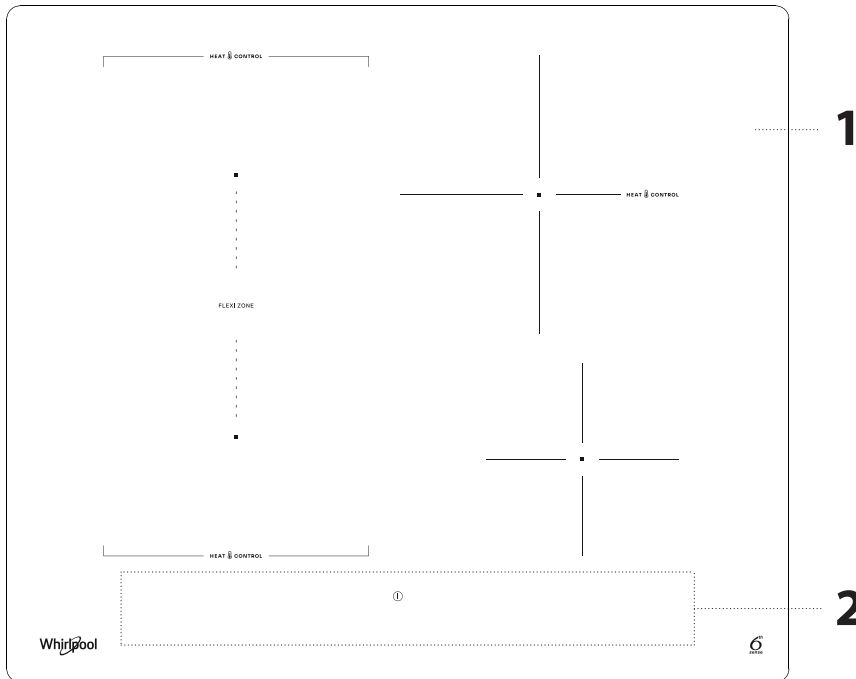 HEAT CONTROL
1
HEAT CONTROL
FLEXI ZONE
HEAT CONTROL
2
Whirlpool
6th
sense